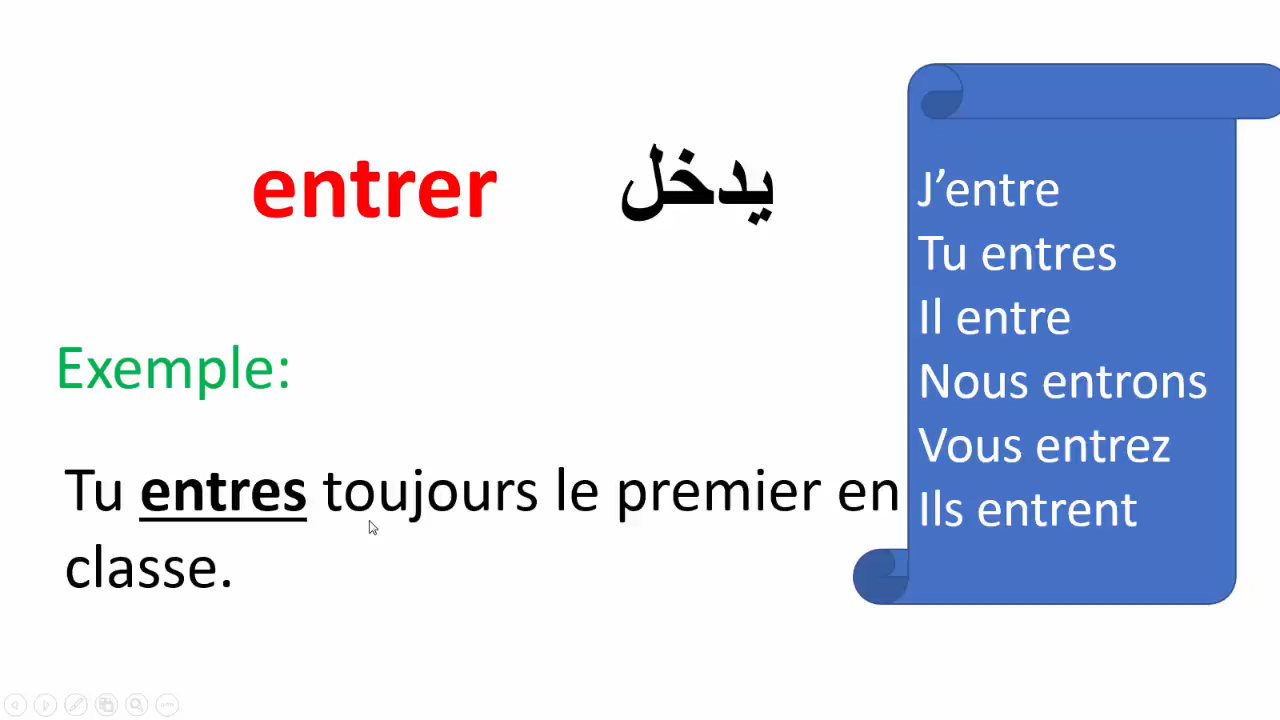 entrer يدخل
Exemple:
Tu entres toujours le premier en
classe.
J’entre
Tu entres
Il entre
Nous entrons
Vous entrez
Ils entrent